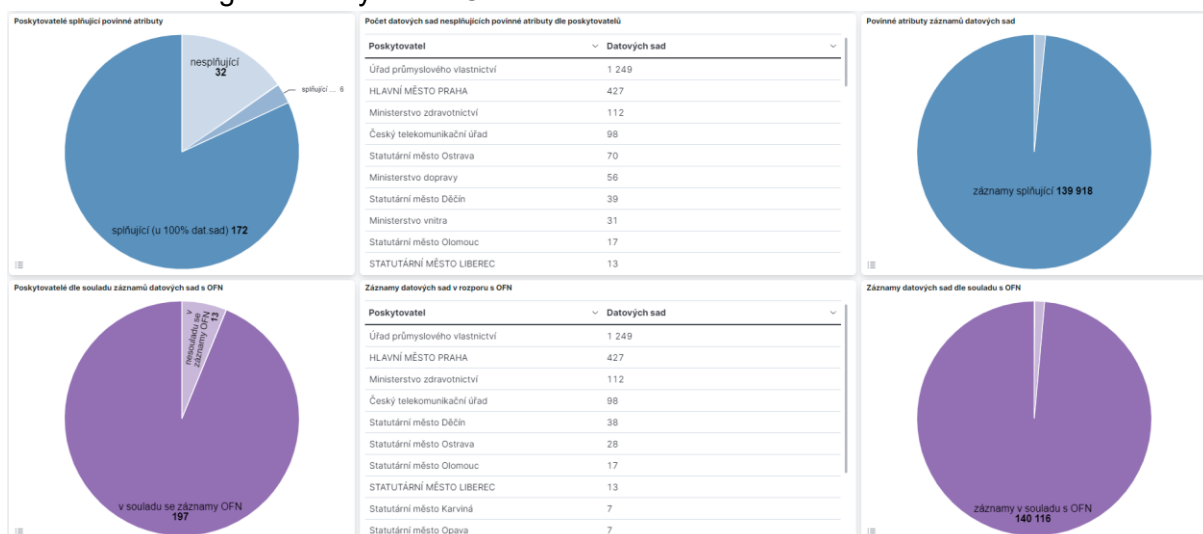 Poskytovatelé splňující povinné atributy
nesplňující
32
splňující ... 6
splňující (u 100% dat.sad) 172
Počet datových sad nesplňujících povinné atributy dle poskytovatelů
Poskytovatel Datových sad
Úřad průmyslového vlastnictví 1 249
HLAVNÍ MĚSTO PRAHA 427
Ministerstvo zdravotnictví 112
Český telekomunikační úřad 98
Statutární město Ostrava 70
Ministerstvo dopravy 56
Statutární město Děčín 39
Ministerstvo vnitra 31
Statutární město Olomouc 17
STATUTÁRNÍ MĚSTO LIBEREC 13
Povinné atributy záznamů datových sad
záznamy splňující 139 918
Poskytovatelé dle souladu záznamů datových sad s OFN
v
nesouladu se
záznamy OFN
13
v souladu se záznamy OFN
197
Záznamy datových sad v rozporu s OFN
Poskytovatel Datových sad
Úřad průmyslového vlastnictví 1 249
HLAVNÍ MĚSTO PRAHA 427
Ministerstvo zdravotnictví 112
Český telekomunikační úřad 98
Statutární město Děčín 38
Statutární město Ostrava 28
Statutární město Olomouc 17
STATUTÁRNÍ MĚSTO LIBEREC 13
Statutární město Karviná 7
Statutární město Opava 7
Záznamy datových sad dle souladu s OFN
záznamy v souladu s OFN
140 116